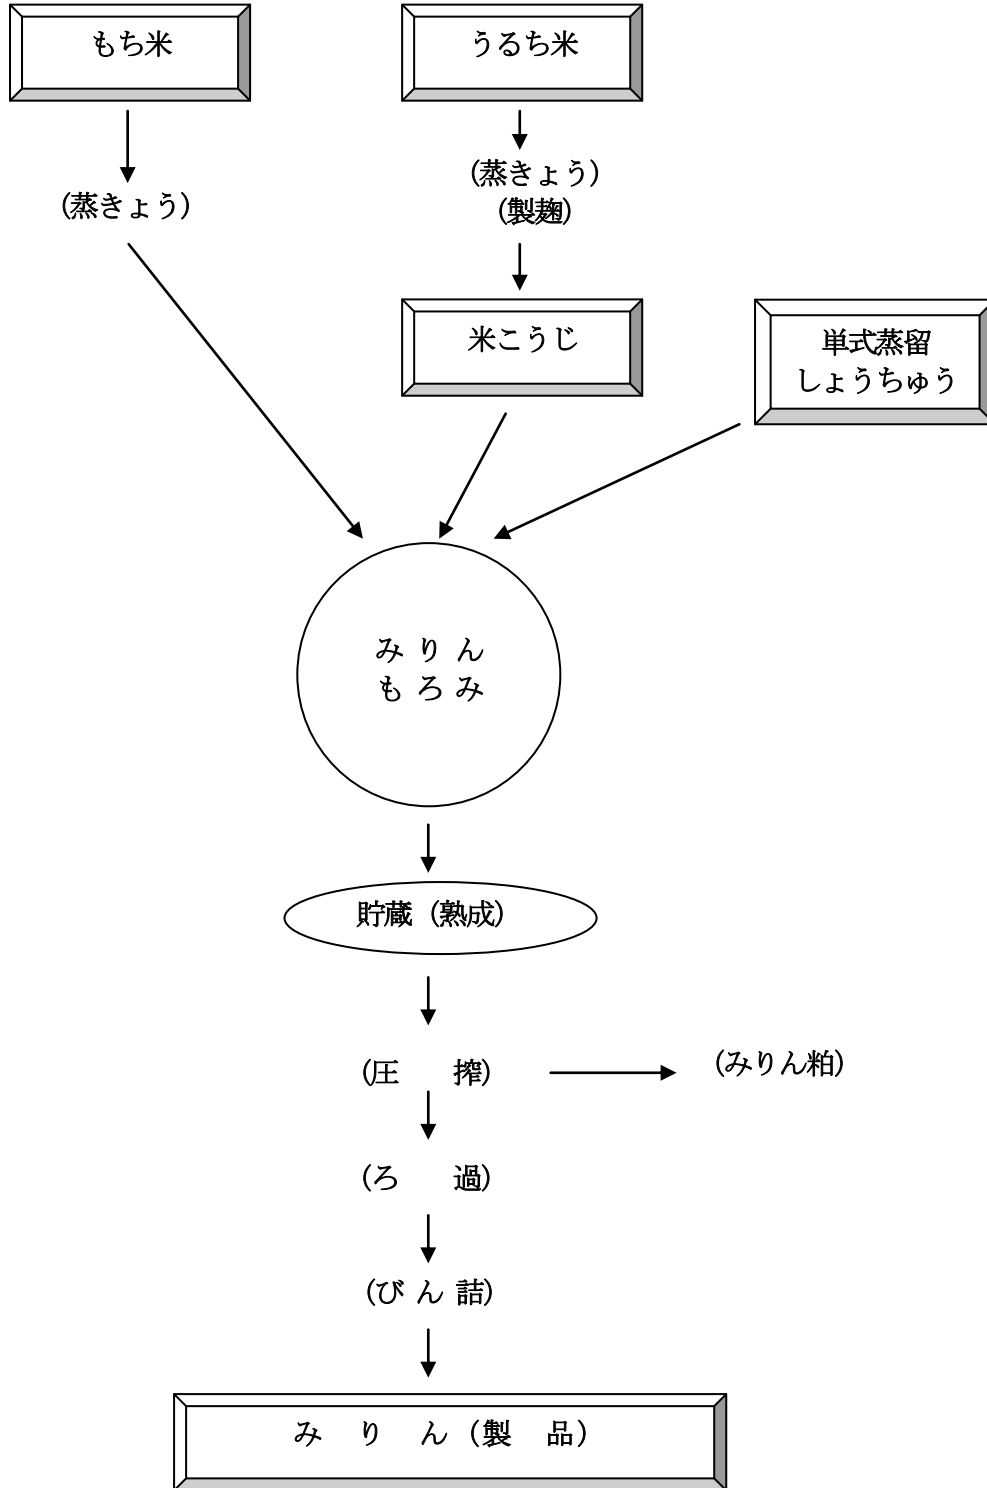 もち米
うるち米
(蒸きょう)
(蒸きょう)
(製麹)
米こうじ
単式蒸留
しょうちゅう
み り ん
も ろ み
貯蔵（熟成）
(圧　搾)
(みりん粕)
(ろ　過)
(び ん 詰)
み　り　ん（製　品）